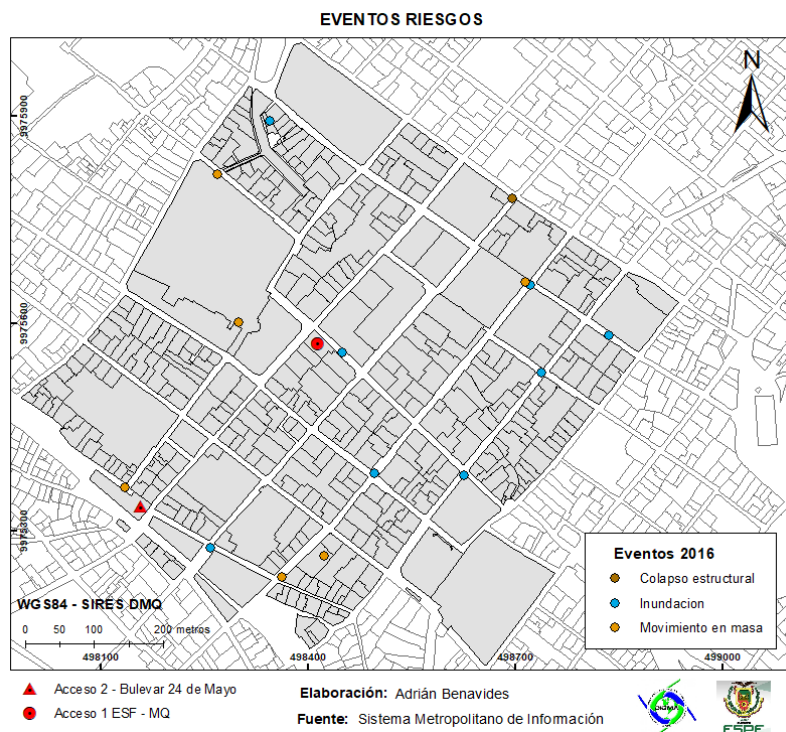 EVENTOS RIESGOS
N
9975900
9975600
9975300
Eventos 2016
Colapso estructural
Inundacion
Movimiento en masa
WGS84 - SIRES DMQ
0 50 100 200 metros
498100 498400 498700 499000
Acceso 2 - Bulevar 24 de Mayo
Acceso 1 ESF - MQ
Elaboración: Adrián Benavides
Fuente: Sistema Metropolitano de Información
ESPE